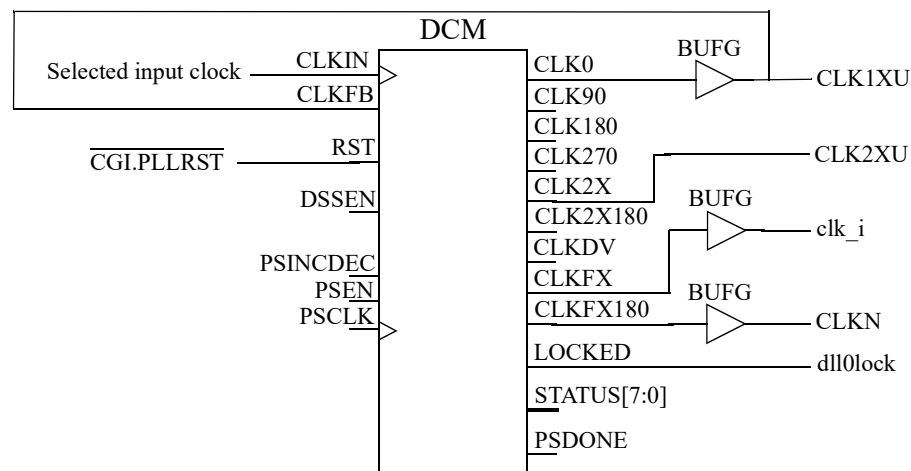 DCM
CLKIN
Selected input clock
CLKFB
CGI.PLLRST
RST
DSSEN
PSINCDEC
PSEN
PSCLK
CLK0
BUFG
CLK1XU
CLK90
CLK180
CLK270
CLK2X
CLK2XU
CLK2X180
BUFG
clk_i
CLKDV
CLKFX
CLKFX180
BUFG
CLKN
LOCKED
dll0lock
STATUS[7:0]
PSDONE